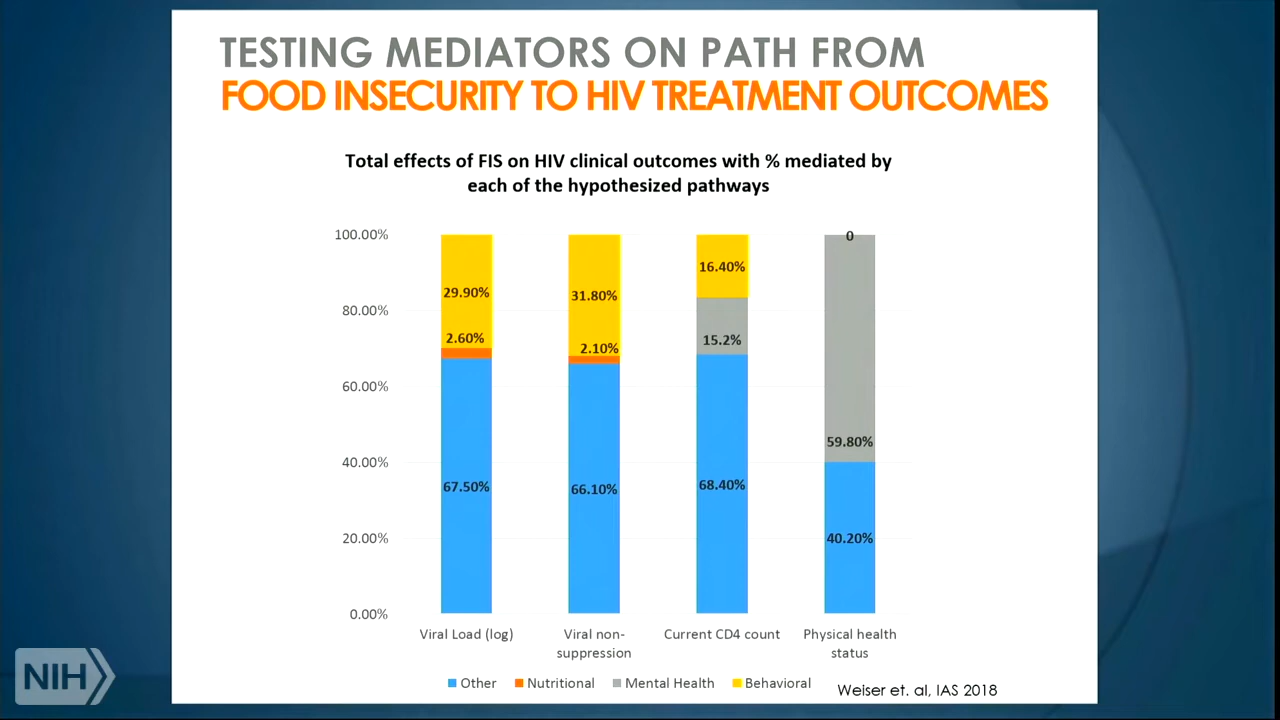 TESTING MEDIATORS ON PATH FROM
FOOD INSECURITY TO HIV TREATMENT OUTCOMES
Total effects of FIS on HIV clinical outcomes with % mediated by
each of the hypothesized pathways
100.00%
80.00%
60.00%
40.00%
20.00%
0.00%
29.90%
2.60%
67.50%
31.80%
2.10%
66.10%
16.40%
15.2%
68.40%
0
59.80%
40.20%
Viral Load (log)
Viral non-
suppression
Current CD4 count
Physical health
status
Other
Nutritional
Mental Health
Behavioral
Weiser et. al, IAS 2018
NIH